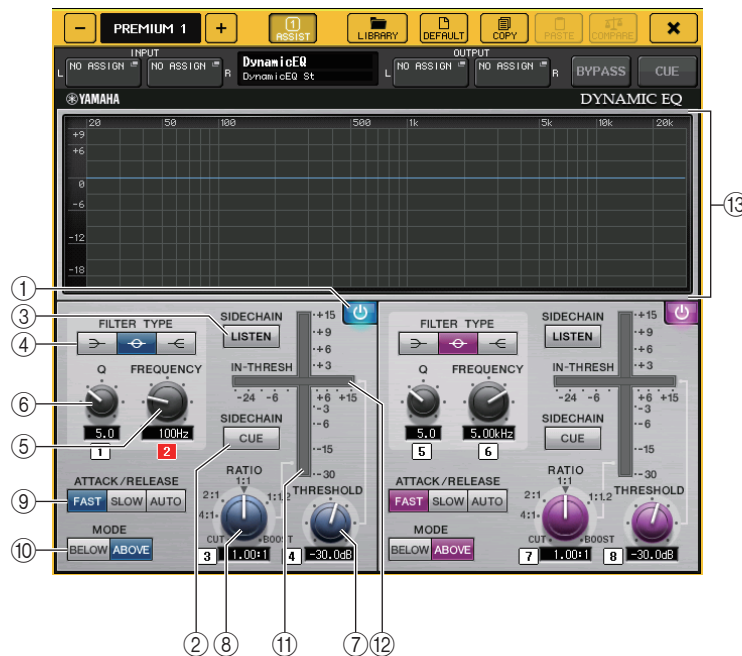 − PREMIUM 1 + 1 ASSIST LIBRARY DEFAULT COPY PASTE COMPARE ×
INPUT OUTPUT
L NO ASSIGN NO ASSIGN R DynamicEQ DynamicEQ St L NO ASSIGN NO ASSIGN R BYPASS CUE
YAMAHA DYNAMIC EQ
20 50 100 500 1k 5k 10k 20k
+9
+6
0
-6
-12
-18
⑬
①
③
④
⑥
⑤
⑨
⑩
FILTER TYPE
SIDECHAIN
LISTEN
Q FREQUENCY
5.0 100Hz
1 2
IN-THRESH
-24 -6 +6 +15
+15
+9
+6
+3
-3
-6
-15
-30
SIDECHAIN
CUE
ATTACK/RELEASE
FAST SLOW AUTO
MODE
BELOW ABOVE
RATIO
1:1
2:1 1:1.2
4:1
CUT BOOST
3 1.00:1
THRESHOLD
4 -30.0dB
FILTER TYPE
SIDECHAIN
LISTEN
Q FREQUENCY
5.0 5.00kHz
5 6
IN-THRESH
-24 -6 +6 +15
+15
+9
+6
+3
-3
-6
-15
-30
SIDECHAIN
CUE
ATTACK/RELEASE
FAST SLOW AUTO
MODE
BELOW ABOVE
RATIO
1:1
2:1 1:1.2
4:1
CUT BOOST
7 1.00:1
THRESHOLD
8 -30.0dB
② ⑧ ⑪ ⑦ ⑫